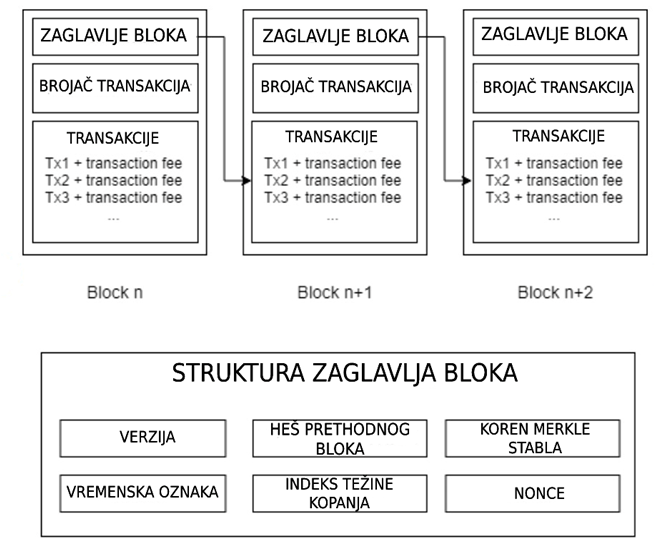 ZAGLAVLJE BLOKA
BROJAČ TRANSAKCIJA
TRANSAKCIJE
Tx1 + transaction fee
Tx2 + transaction fee
Tx3 + transaction fee
...
Block n
ZAGLAVLJE BLOKA
BROJAČ TRANSAKCIJA
TRANSAKCIJE
Tx1 + transaction fee
Tx2 + transaction fee
Tx3 + transaction fee
...
Block n+1
ZAGLAVLJE BLOKA
BROJAČ TRANSAKCIJA
TRANSAKCIJE
Tx1 + transaction fee
Tx2 + transaction fee
Tx3 + transaction fee
...
Block n+2
STRUKTURA ZAGLAVLJA BLOKA
VERZIJA
HEŠ PRETHODNOG
BLOKA
KOREN MERKLE
STABLA
VREMENSKA OZNAKA
INDEKS TEŽINE
KOPANJA
NONCE